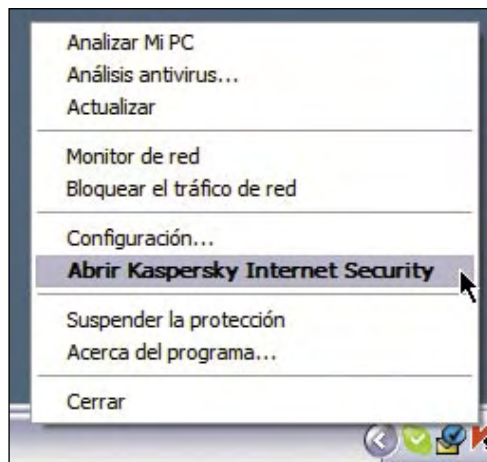 Analizar Mi PC
Análisis antivirus...
Actualizar
Monitor de red
Bloquear el tráfico de red
Configuración...
Abrir Kaspersky Internet Security
Suspender la protección
Acerca del programa...
Cerrar